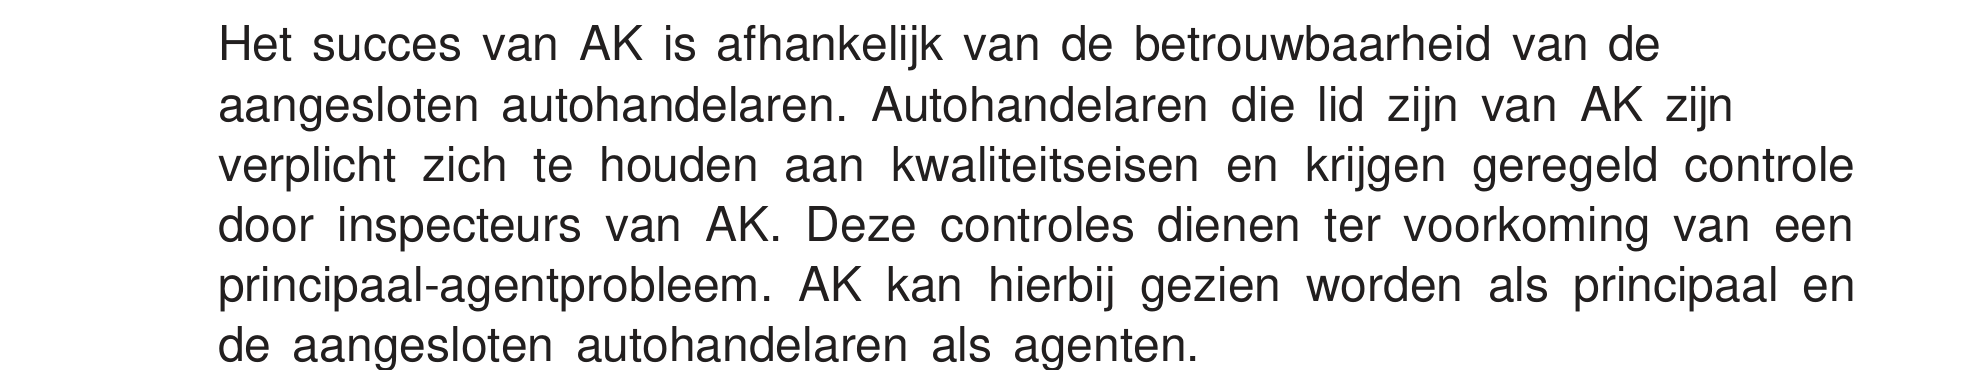 Het succes van AK is afhankelijk van de betrouwbaarheid van de
aangesloten autohandelaren. Autohandelaren die lid zijn van AK zijn
verplicht zich te houden aan kwaliteitseisen en krijgen geregeld controle
door inspecteurs van AK. Deze controles dienen ter voorkoming van een
principaal-agentprobleem. AK kan hierbij gezien worden als principaal en
de aangesloten autohandelaren als agenten.